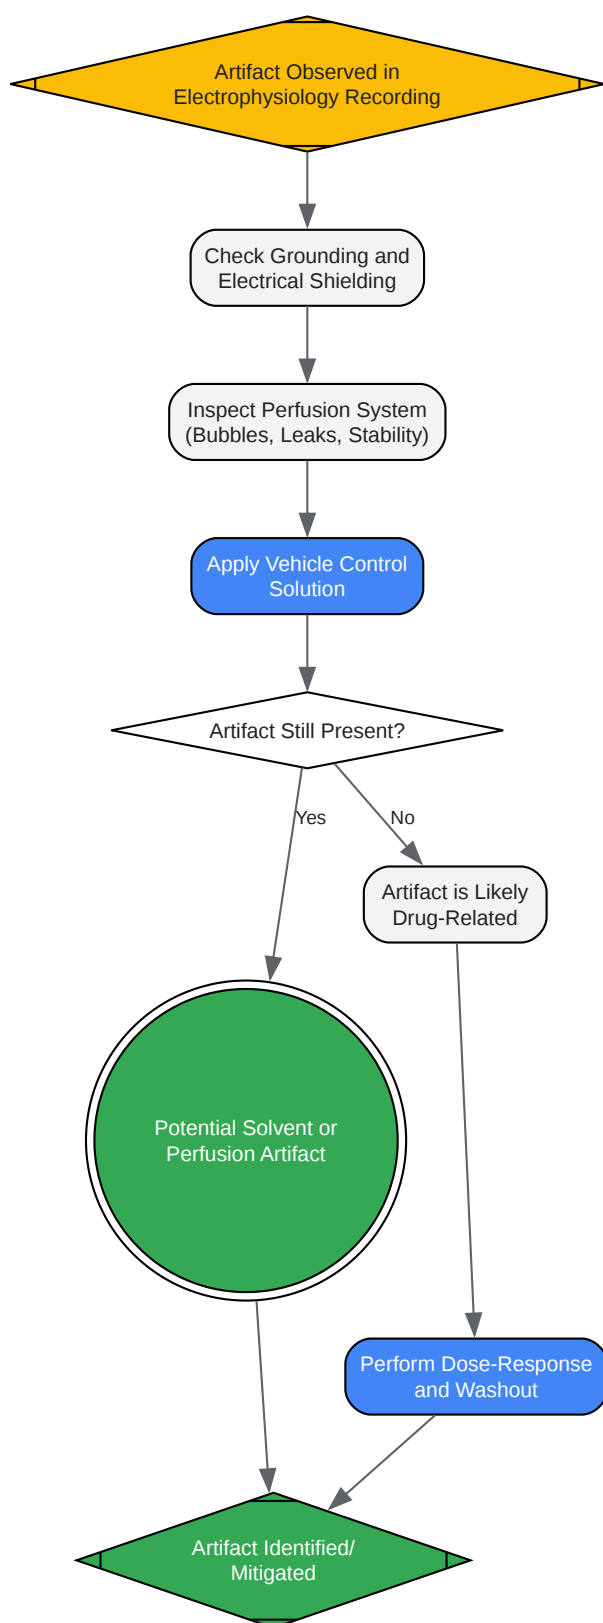 Artifact Observed in
Electrophysiology Recording
Check Grounding and
Electrical Shielding
Inspect Perfusion System
(Bubbles, Leaks, Stability)
Apply Vehicle Control
Solution
Artifact Still Present?
Yes
No
Artifact is Likely
Drug-Related
Potential Solvent or
Perfusion Artifact
Perform Dose-Response
and Washout
Artifact Identified/
Mitigated